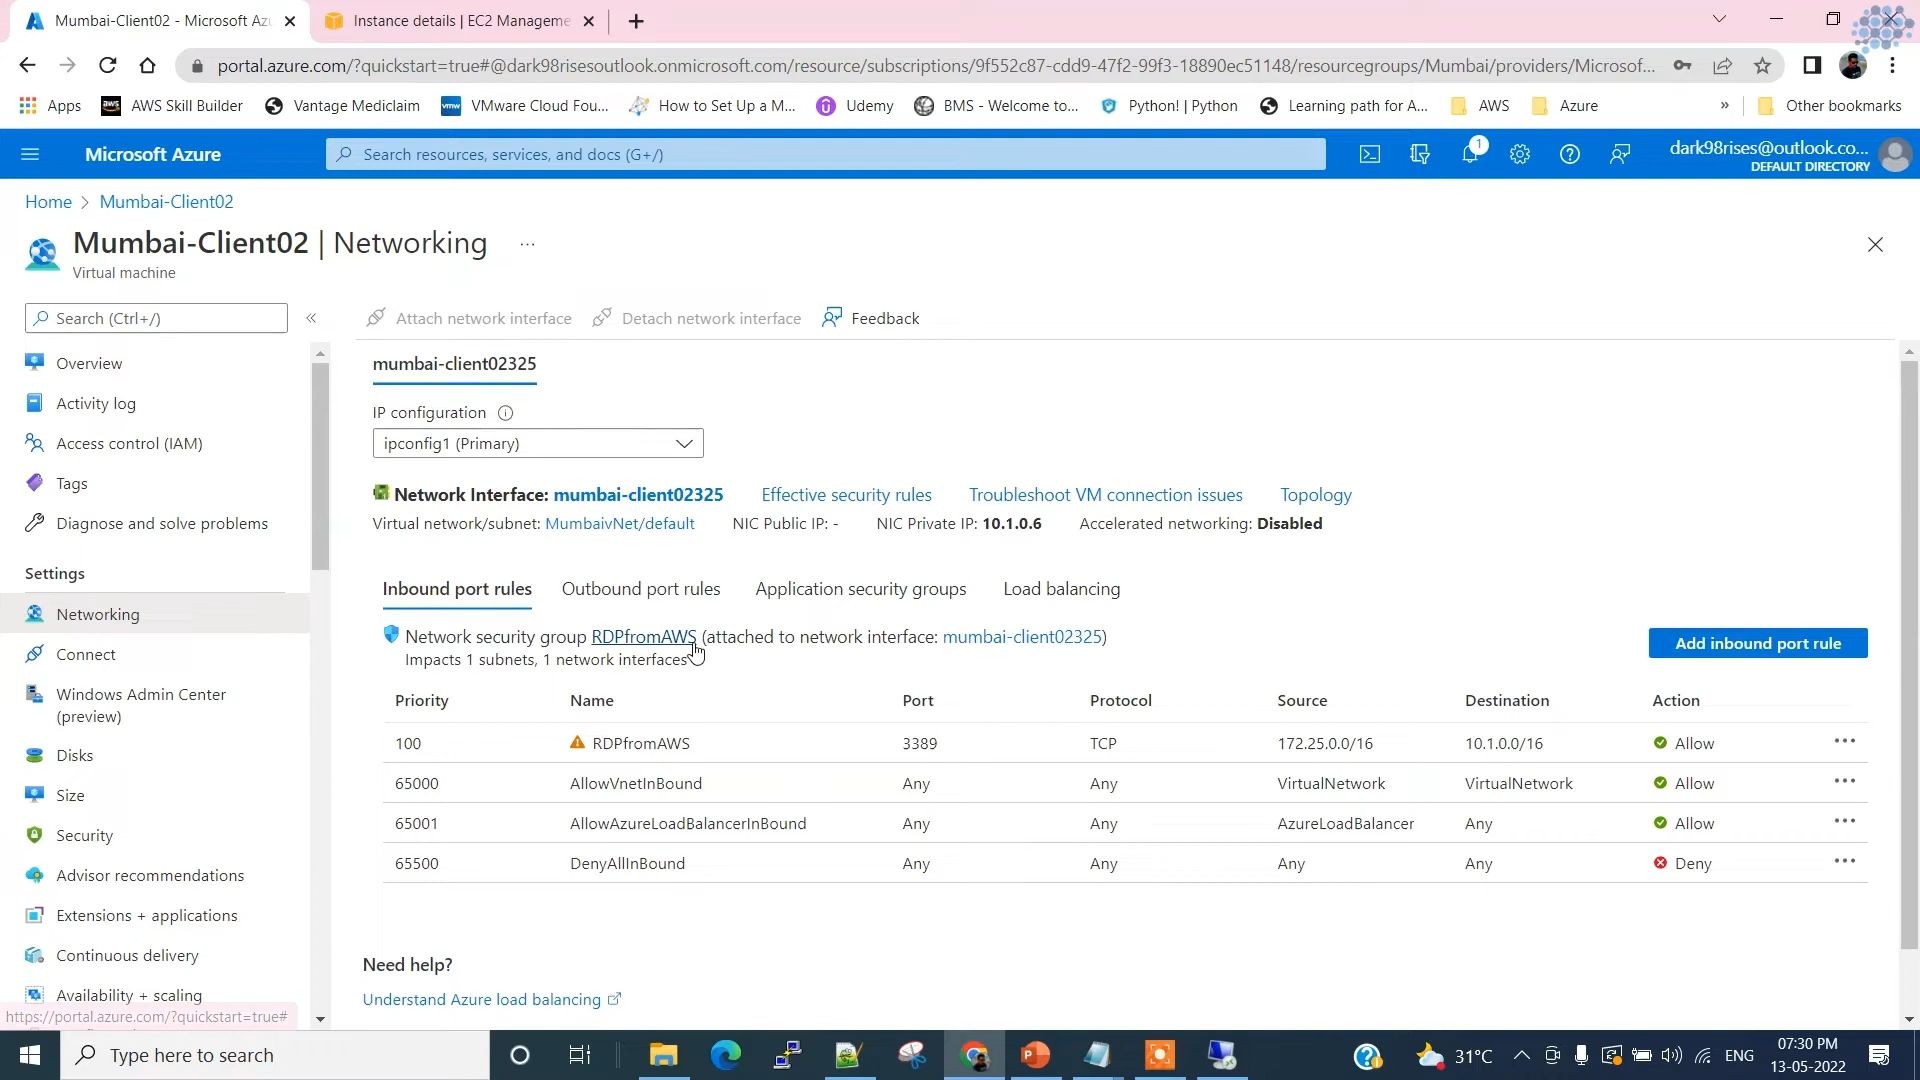 Mumbai-Client02 - Microsoft Az
Instance details | EC2 Manageme
portal.azure.com/?quickstart=true#@dark98risesoutlook.onmicrosoft.com/resource/subscriptions/9f552c87-cdd9-47f2-99f3-18890ec51148/resourcegroups/Mumbai/providers/Microsof...
Apps
AWS Skill Builder
Vantage Mediclaim
VMware Cloud Fou...
How to Set Up a M...
Udemy
BMS - Welcome to...
Python! | Python
Learning path for A...
AWS
Azure
»
Other bookmarks
Microsoft Azure
Search resources, services, and docs (G+/)
1
dark98rises@outlook.co...
DEFAULT DIRECTORY
Home > Mumbai-Client02
Mumbai-Client02 | Networking ...
Virtual machine
Search (Ctrl+/)
«
Attach network interface
Detach network interface
Feedback
Overview
Activity log
Access control (IAM)
Tags
Diagnose and solve problems
Settings
Networking
Connect
Windows Admin Center
(preview)
Disks
Size
Security
Advisor recommendations
Extensions + applications
Continuous delivery
Availability + scaling
https://portal.azure.com/?quickstart=true#
mumbai-client02325
IP configuration
ipconfig1 (Primary)
Network Interface: mumbai-client02325 Effective security rules Troubleshoot VM connection issues Topology
Virtual network/subnet: MumbaivNet/default NIC Public IP: - NIC Private IP: 10.1.0.6 Accelerated networking: Disabled
Inbound port rules Outbound port rules Application security groups Load balancing
Network security group RDPfromAWS (attached to network interface: mumbai-client02325)
Impacts 1 subnets, 1 network interfaces
Add inbound port rule
Priority Name Port Protocol Source Destination Action
100 RDPfromAWS 3389 TCP 172.25.0.0/16 10.1.0.0/16 Allow ...
65000 AllowVnetInBound Any Any VirtualNetwork VirtualNetwork Allow ...
65001 AllowAzureLoadBalancerInBound Any Any AzureLoadBalancer Any Allow ...
65500 DenyAllInBound Any Any Any Any Deny ...
Need help?
Understand Azure load balancing
Type here to search
31°C
ENG
07:30 PM
13-05-2022